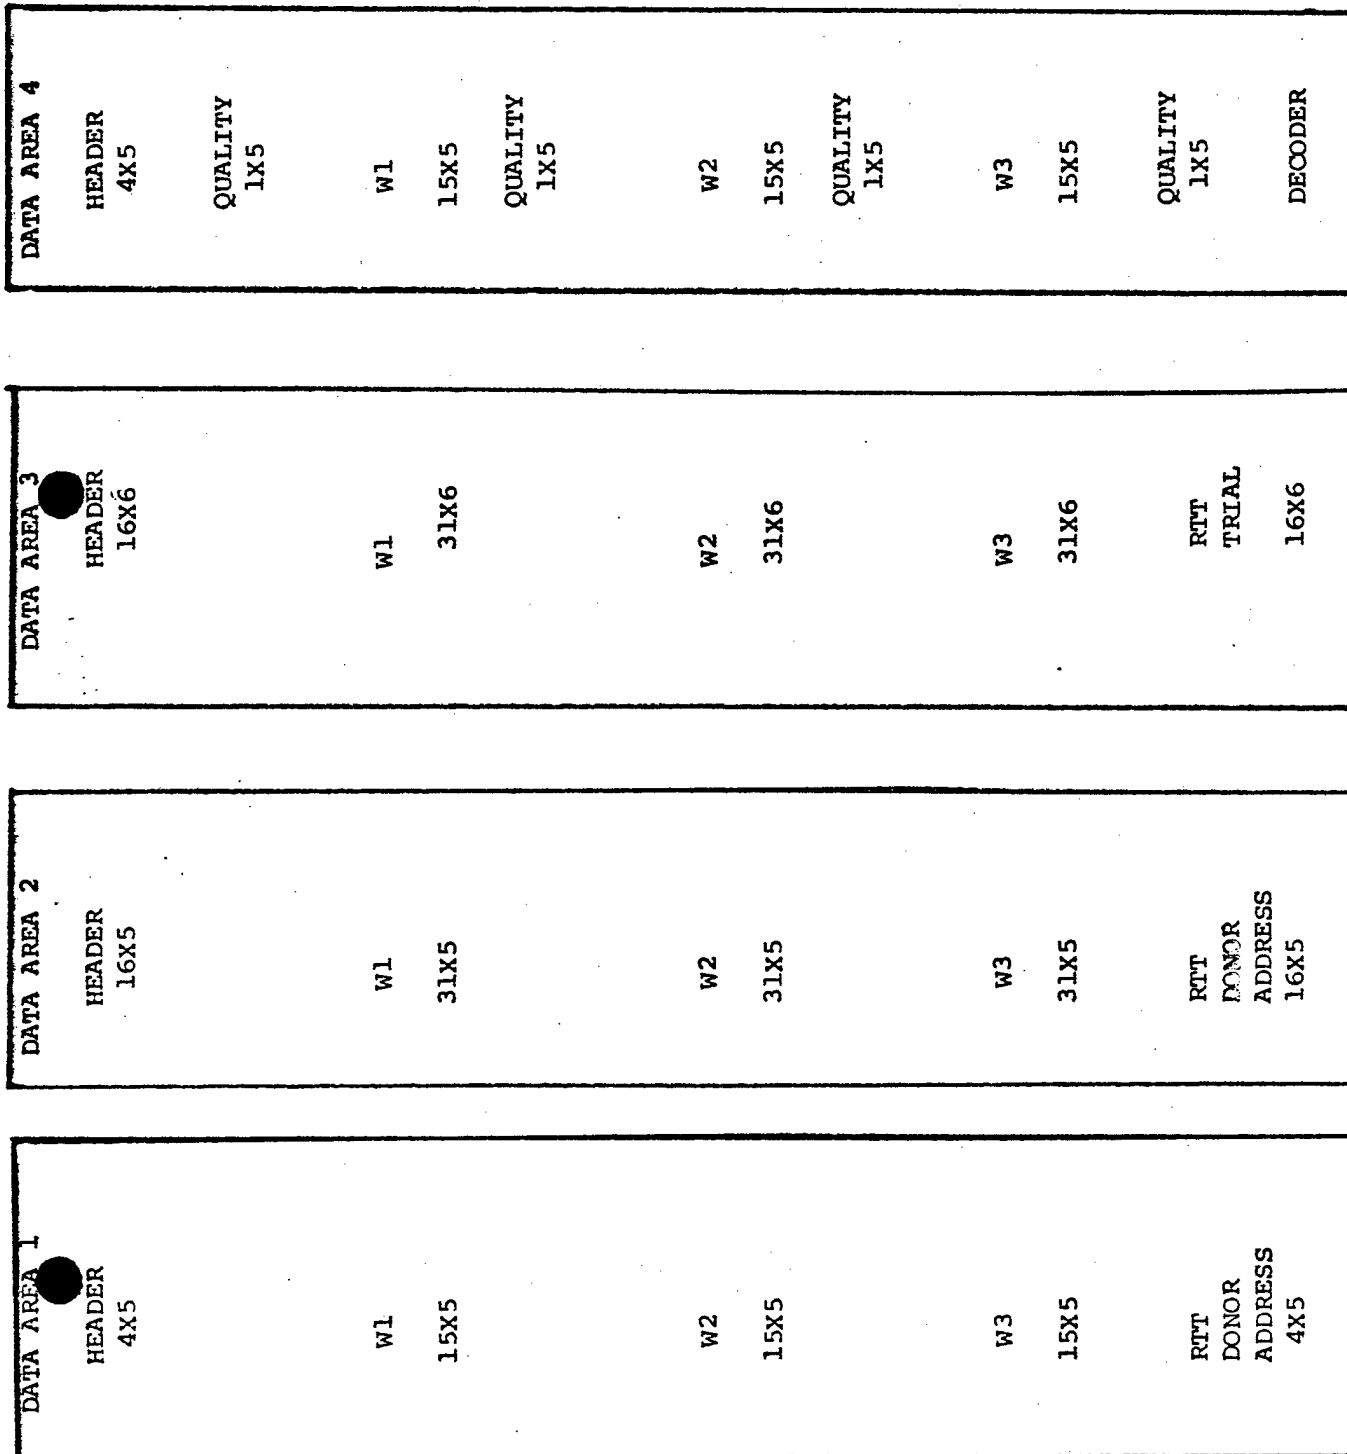 DATA AREA 1
HEADER
4X5
W1
15X5
W2
15X5
W3
15X5
RTT
DONOR
ADDRESS
4X5
DATA AREA 2
HEADER
16X5
W1
31X5
W2
31X5
W3
31X5
RTT
DONOR
ADDRESS
16X5
DATA AREA 3
HEADER
16X6
W1
31X6
W2
31X6
W3
31X6
RTT
TRIAL
16X6
DATA AREA 4
HEADER
4X5
QUALITY
1X5
W1
15X5
QUALITY
1X5
W2
15X5
QUALITY
1X5
W3
15X5
QUALITY
1X5
DECODER